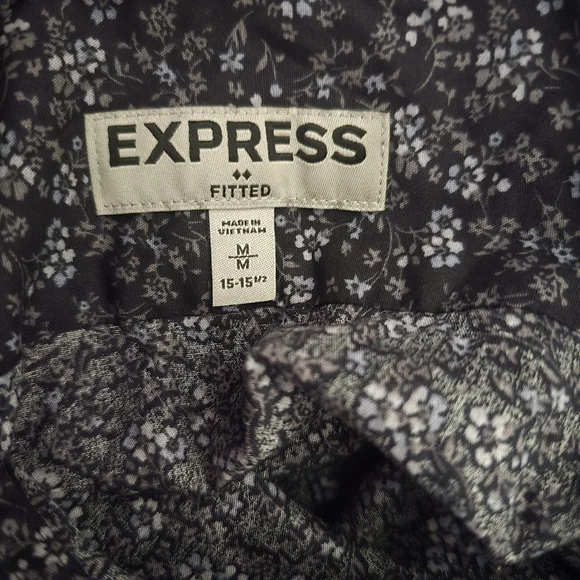 EXPRESS
FITTED
MADE IN
VIETNAM
M
M
15-15 1/2